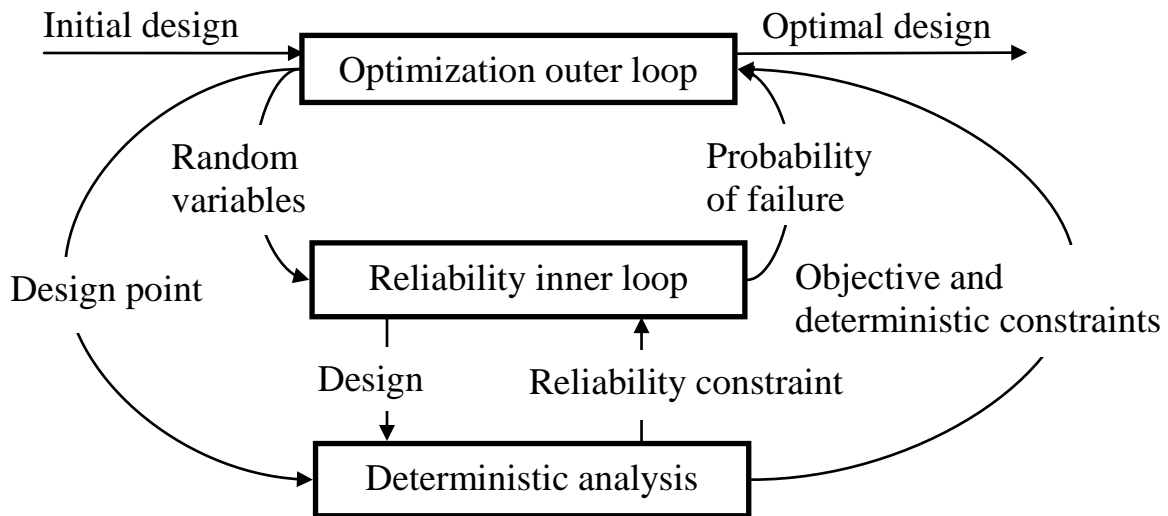 Initial design
Optimal design
Optimization outer loop
Random
variables
Probability
of failure
Reliability inner loop
Design point
Objective and
deterministic constraints
Design
Reliability constraint
Deterministic analysis